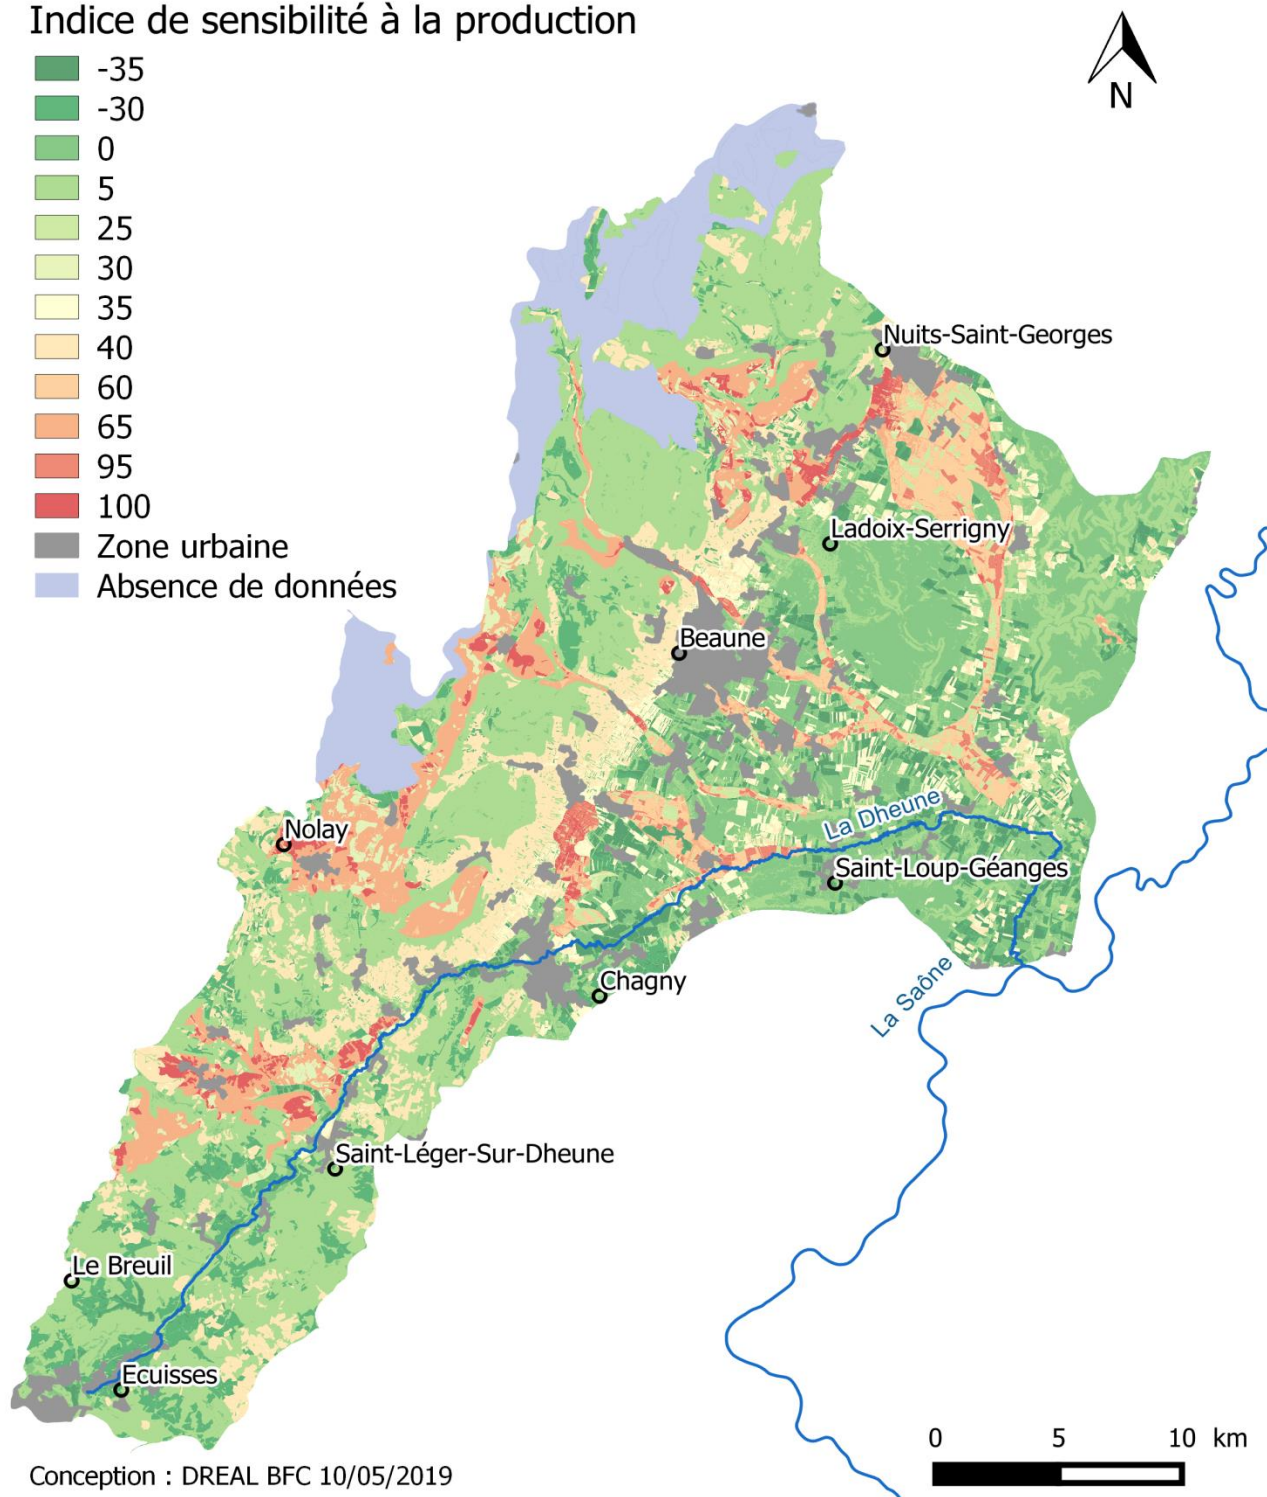 Indice de sensibilité à la production
-35
-30
0
5
25
30
35
40
60
65
95
100
Zone urbaine
Absence de données
N
Nuits-Saint-Georges
Ladoix-Serrigny
Beaune
Nolay
La Dheune
Saint-Loup-Géanges
Chagny
La Saône
Saint-Léger-Sur-Dheune
Le Breuil
Ecuisses
0 5 10 km
Conception : DREAL BFC 10/05/2019